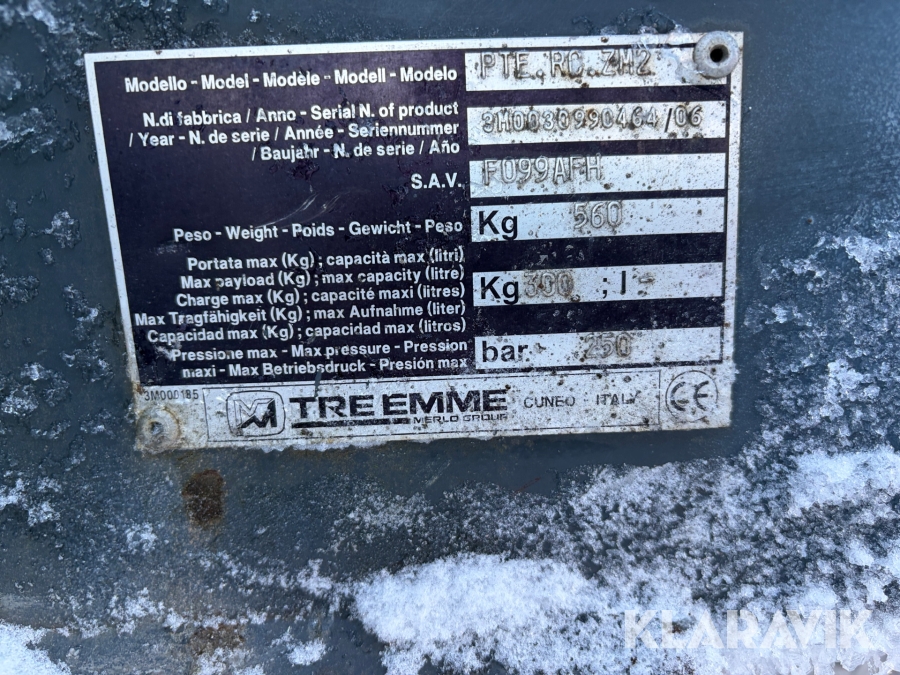 Modello - Model - Modèle - Modell - Modelo PTE. RC. ZM2
N.di fabbrica / Anno - Serial N. of product
/ Year - N. de serie / Année - Seriennummer
/ Baujahr - N. de serie / Año
3M0030990464/06
S.A.V. F099AFH
Peso - Weight - Poids - Gewicht - Peso Kg 560
Portata max (Kg) ; capacità max (litri)
Max payload (Kg) ; max capacity (litre)
Charge max (Kg) ; capacité maxi (litres)
Max Tragfähigkeit (Kg) ; max Aufnahme (liter)
Capacidad max (Kg) ; capacidad max (litros)
Kg 300 ; l -
Pressione max - Max pressure - Pression
maxi - Max Betriebsdruck - Presión max
bar. 250
3M000185
TRE EMME CUNEO - ITALY CE
MERLO GROUP
KLARAVIK